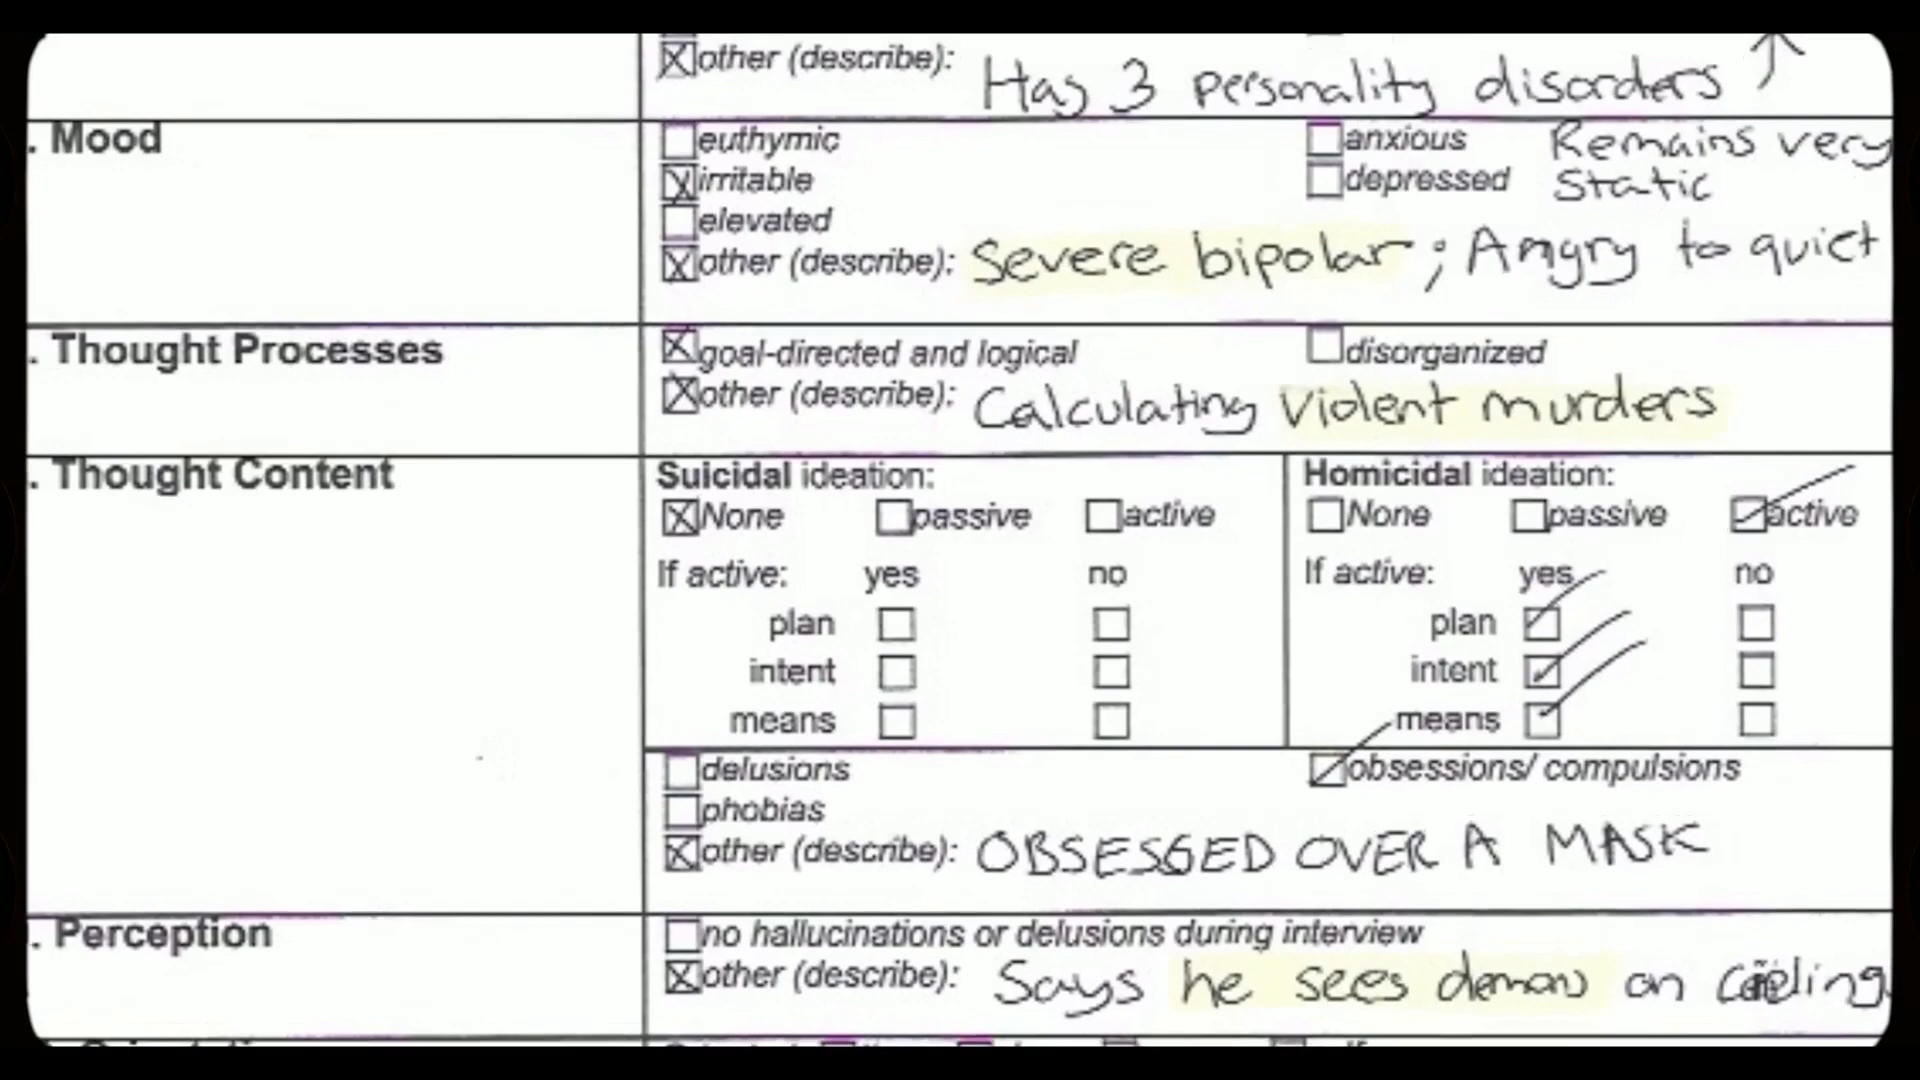 other (describe): Has 3 personality disorders ↑
. Mood
euthymic anxious Remains very
irritable depressed Static
elevated
other (describe): Severe bipolar ; Angry to quiet
. Thought Processes
goal-directed and logical disorganized
other (describe): Calculating violent murders
. Thought Content
Suicidal ideation: Homicidal ideation:
None passive active None passive active
If active: yes no If active: yes no
plan plan
intent intent
means means
delusions obsessions/ compulsions
phobias
other (describe): OBSESSED OVER A MASK
. Perception
no hallucinations or delusions during interview
other (describe): Says he sees demons on ceiling